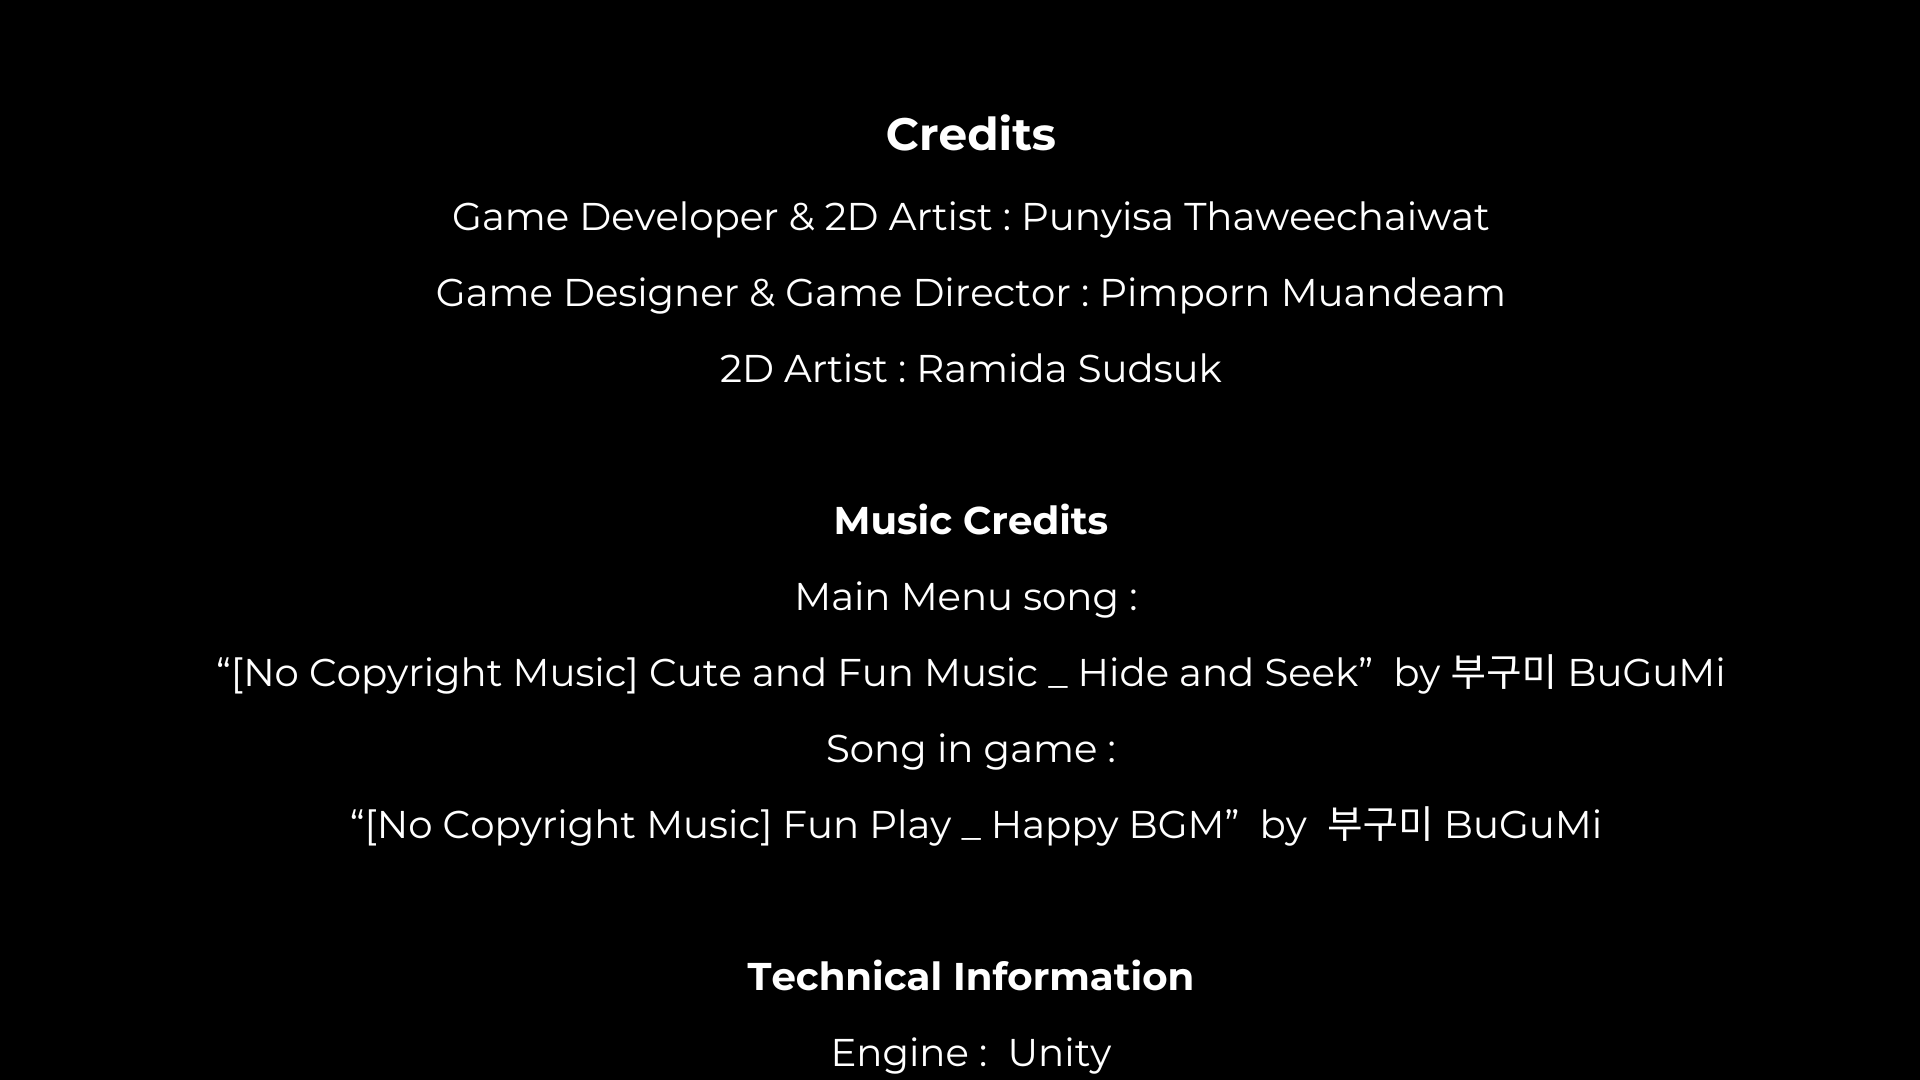 Credits
Game Developer & 2D Artist : Punyisa Thaweechaiwat
Game Designer & Game Director : Pimporn Muandeam
2D Artist : Ramida Sudsuk
Music Credits
Main Menu song :
“[No Copyright Music] Cute and Fun Music _ Hide and Seek”  by 부구미 BuGuMi
Song in game :
“[No Copyright Music] Fun Play _ Happy BGM”  by  부구미 BuGuMi
Technical Information
Engine :  Unity